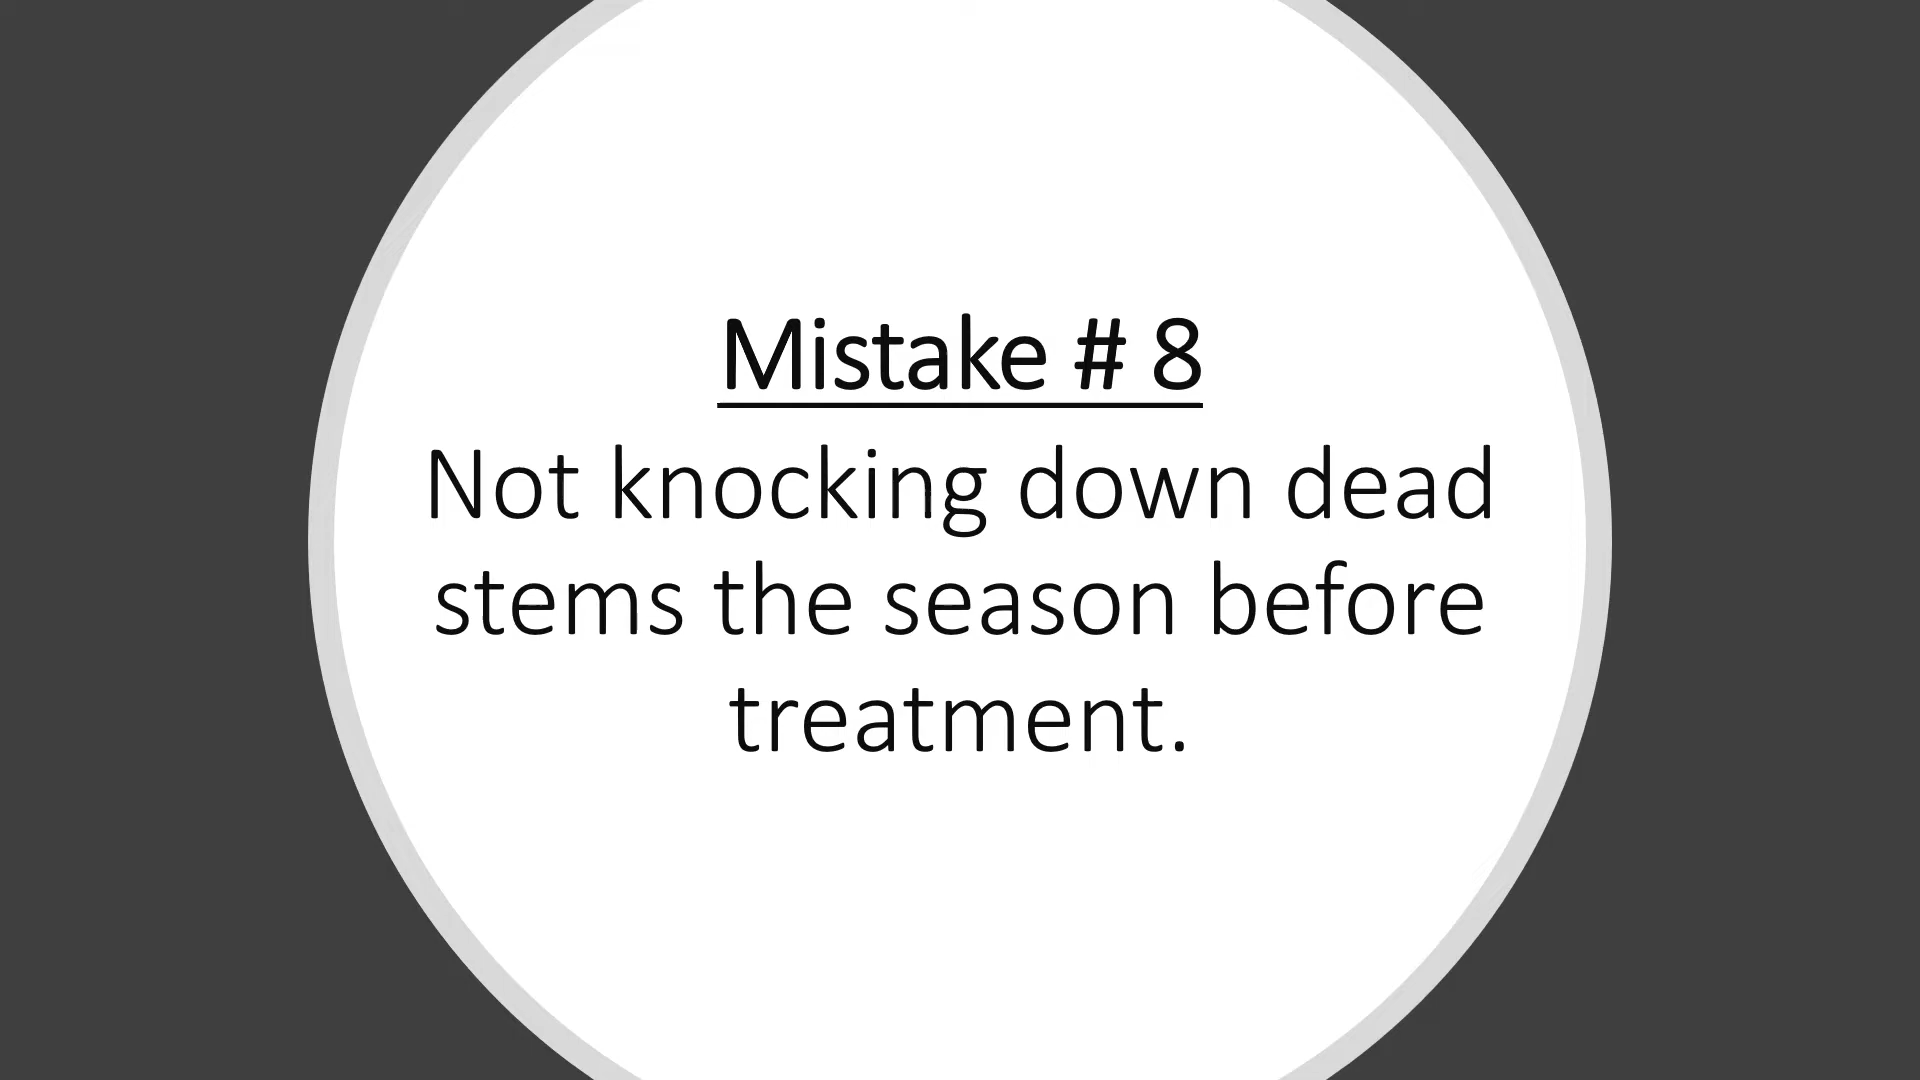 Mistake # 8
Not knocking down dead
stems the season before
treatment.